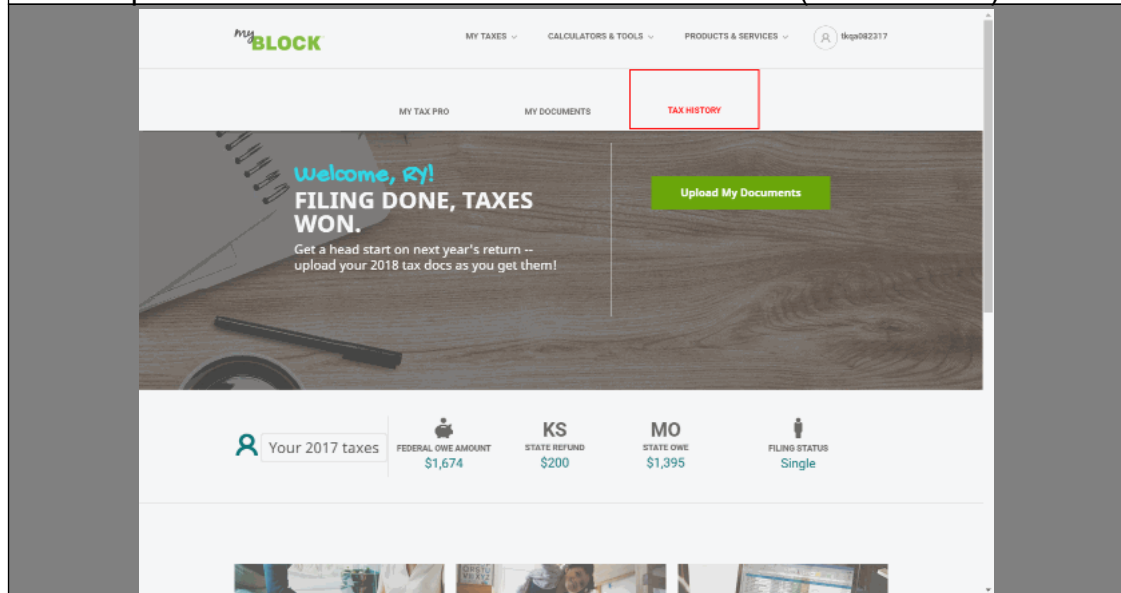 my BLOCK
MY TAXES
CALCULATORS & TOOLS
PRODUCTS & SERVICES
tkqa082317
MY TAX PRO
MY DOCUMENTS
TAX HISTORY
Welcome, RY!
FILING DONE, TAXES
WON.
Get a head start on next year's return --
upload your 2018 tax docs as you get them!
Upload My Documents
Your 2017 taxes
FEDERAL OWE AMOUNT
$1,674
KS
STATE REFUND
$200
MO
STATE OWE
$1,395
FILING STATUS
Single